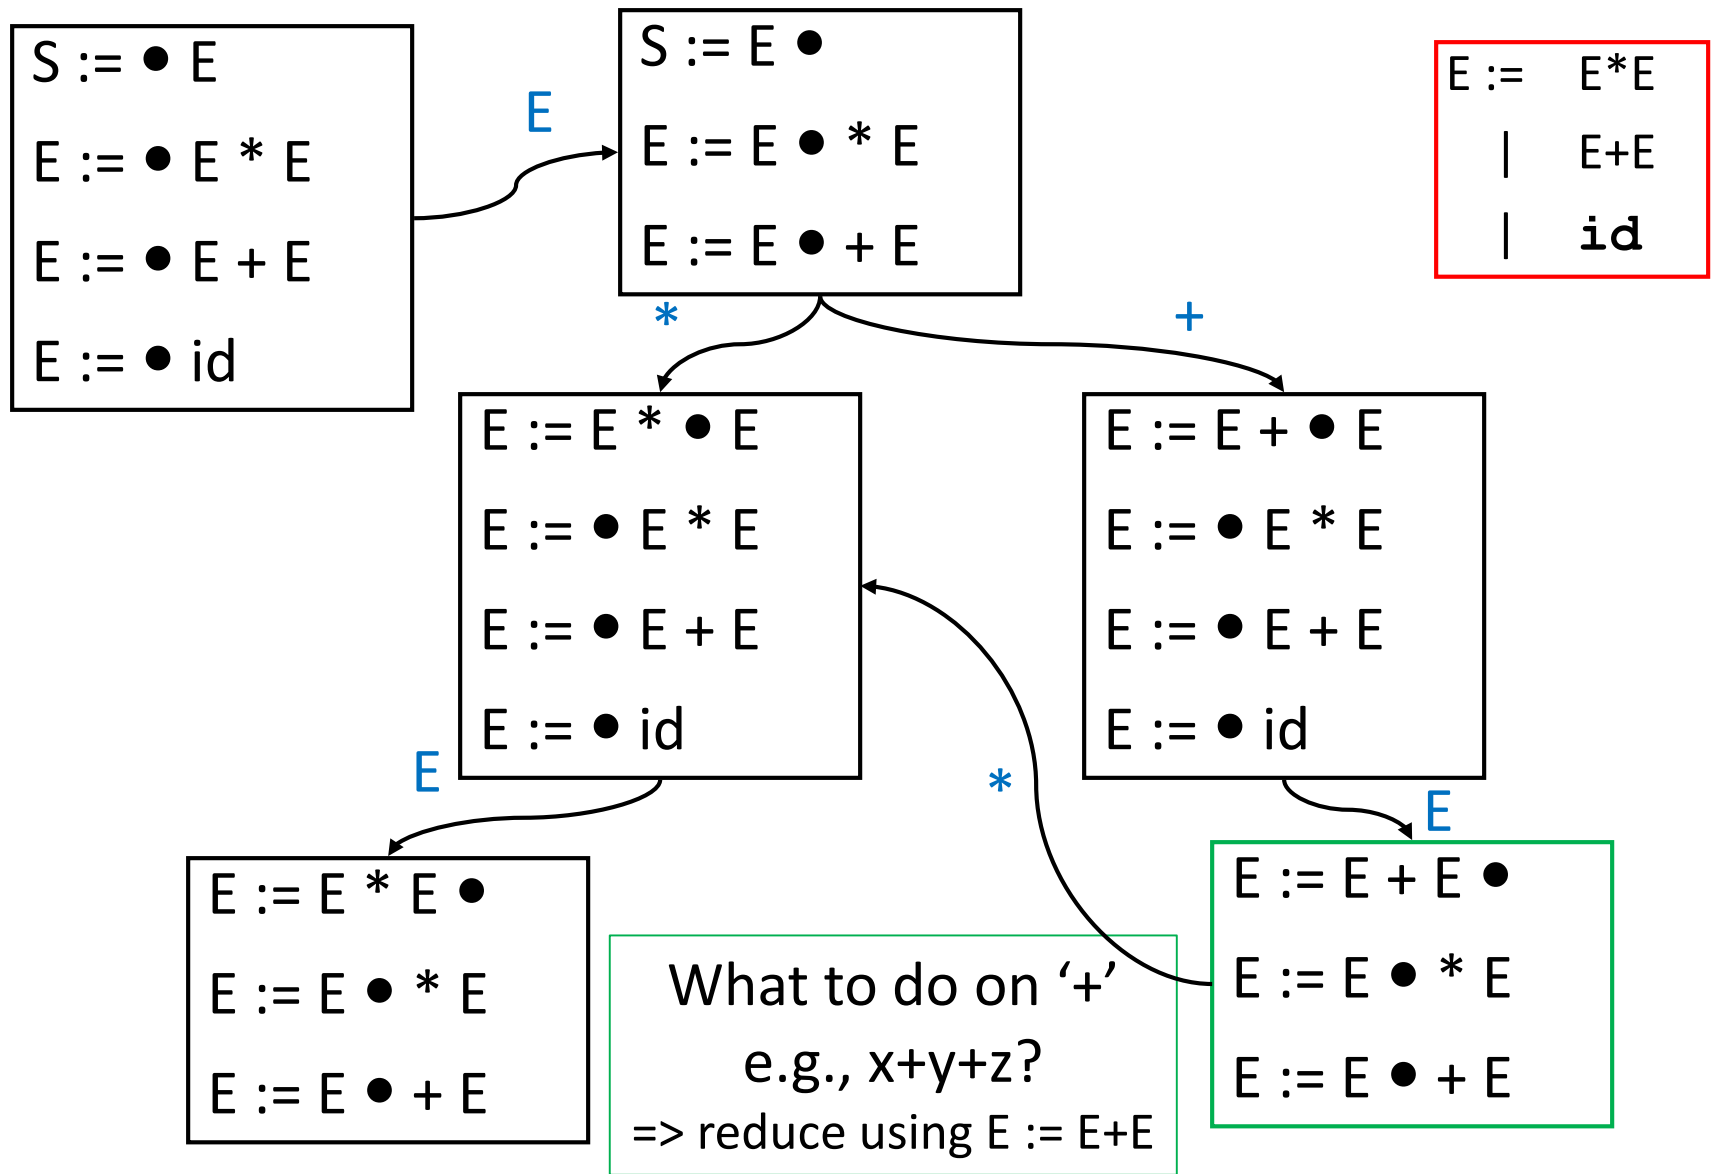 S := ● E
E := ● E * E
E := ● E + E
E := ● id
E
S := E ●
E := E ● * E
E := E ● + E
E := E*E
| E+E
| id
*
+
E := E * ● E
E := ● E * E
E := ● E + E
E := ● id
E := E + ● E
E := ● E * E
E := ● E + E
E := ● id
E
*
E
E := E * E ●
E := E ● * E
E := E ● + E
What to do on ‘+’
e.g., x+y+z?
=> reduce using E := E+E
E := E + E ●
E := E ● * E
E := E ● + E